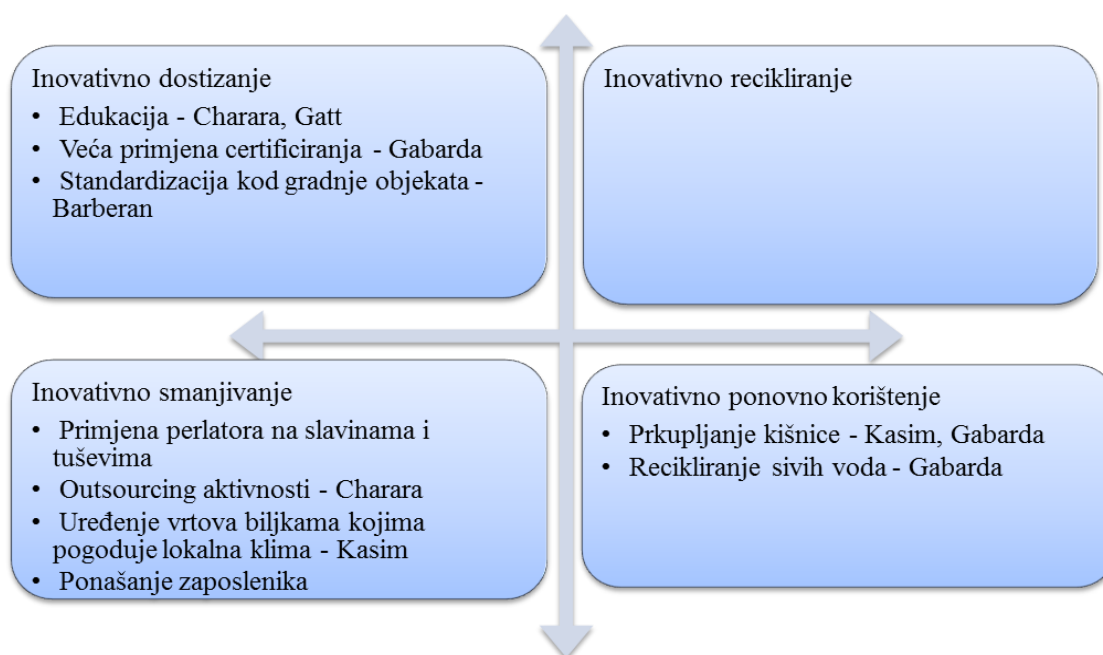 Inovativno dostizanje
• Edukacija - Charara, Gatt
• Veća primjena certificiranja - Gabarda
• Standardizacija kod gradnje objekata -
Barberan
Inovativno recikliranje
Inovativno smanjivanje
• Primjena perlatora na slavinama i
tuševima
• Outsourcing aktivnosti - Charara
• Uređenje vrtova biljkama kojima
pogoduje lokalna klima - Kasim
• Ponašanje zaposlenika
Inovativno ponovno korištenje
• Prkupljanje kišnice - Kasim, Gabarda
• Recikliranje sivih voda - Gabarda